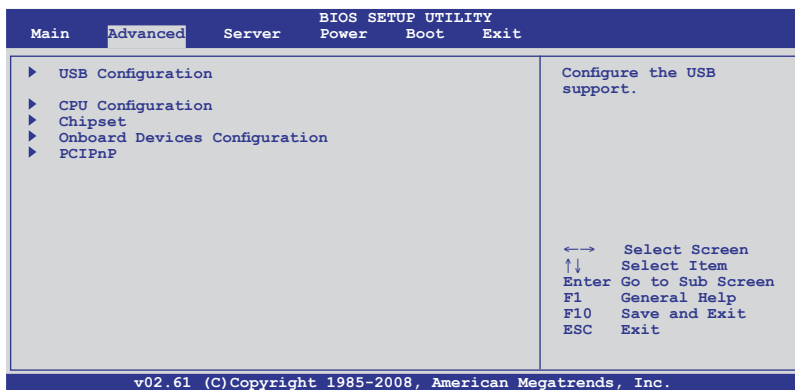 BIOS SETUP UTILITY
Main Advanced Server Power Boot Exit
USB Configuration
CPU Configuration
Chipset
Onboard Devices Configuration
PCIPnP
Configure the USB
support.
←→ Select Screen
↑↓ Select Item
Enter Go to Sub Screen
F1 General Help
F10 Save and Exit
ESC Exit
v02.61 (C)Copyright 1985-2008, American Megatrends, Inc.